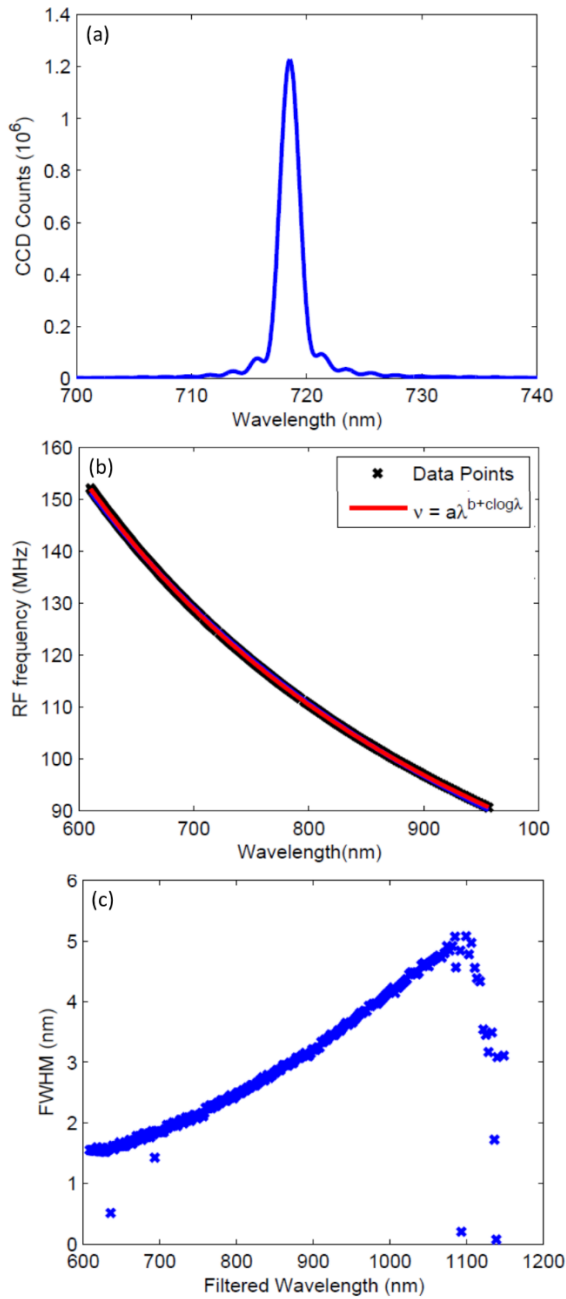 (a)
1.4
1.2
1
0.8
0.6
0.4
0.2
0
CCD Counts (10^6)
700 710 720 730 740
Wavelength (nm)
(b)
160
150
140
130
120
110
100
90
RF frequency (MHz)
Data Points
ν = aλ^b+clogλ
600 700 800 900 100
Wavelength(nm)
(c)
6
5
4
3
2
1
0
FWHM (nm)
600 700 800 900 1000 1100 1200
Filtered Wavelength (nm)